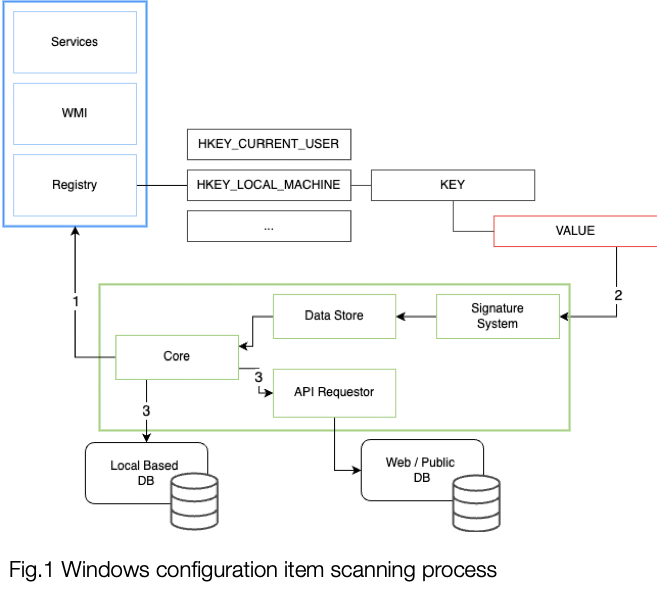 Services
WMI
Registry
HKEY_CURRENT_USER
HKEY_LOCAL_MACHINE
...
KEY
VALUE
1
2
Data Store
Signature
System
Core
3
API Requestor
3
Local Based
DB
Web / Public
DB
Fig.1 Windows configuration item scanning process